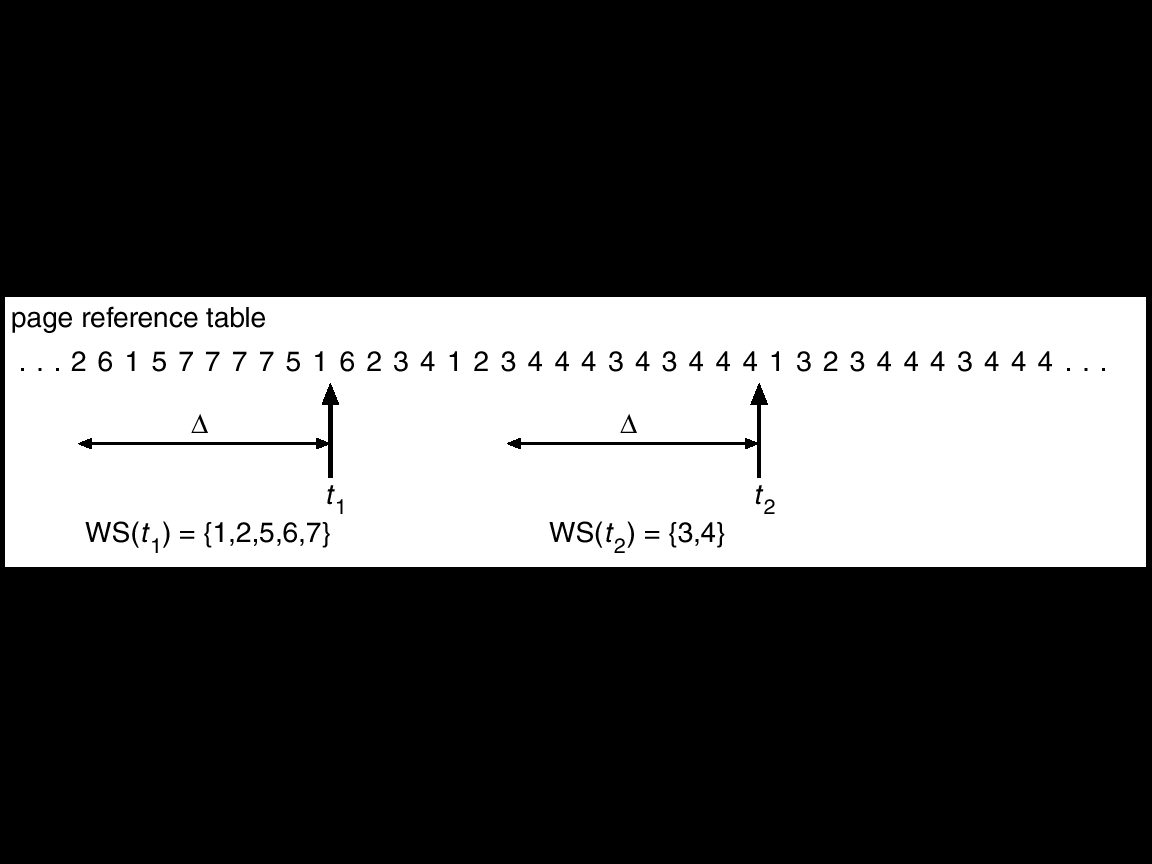 page reference table
. . . 2 6 1 5 7 7 7 7 5 1 6 2 3 4 1 2 3 4 4 4 3 4 3 4 4 4 1 3 2 3 4 4 4 3 4 4 4 . . .
Δ Δ
t1 t2
WS(t1) = {1,2,5,6,7} WS(t2) = {3,4}